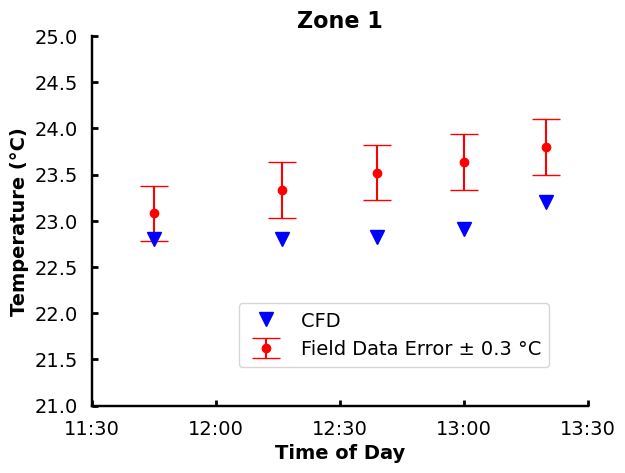 Zone 1
25.0
24.5
24.0
23.5
23.0
22.5
22.0
21.5
21.0
Temperature (°C)
CFD
Field Data Error ± 0.3 °C
11:30 12:00 12:30 13:00 13:30
Time of Day